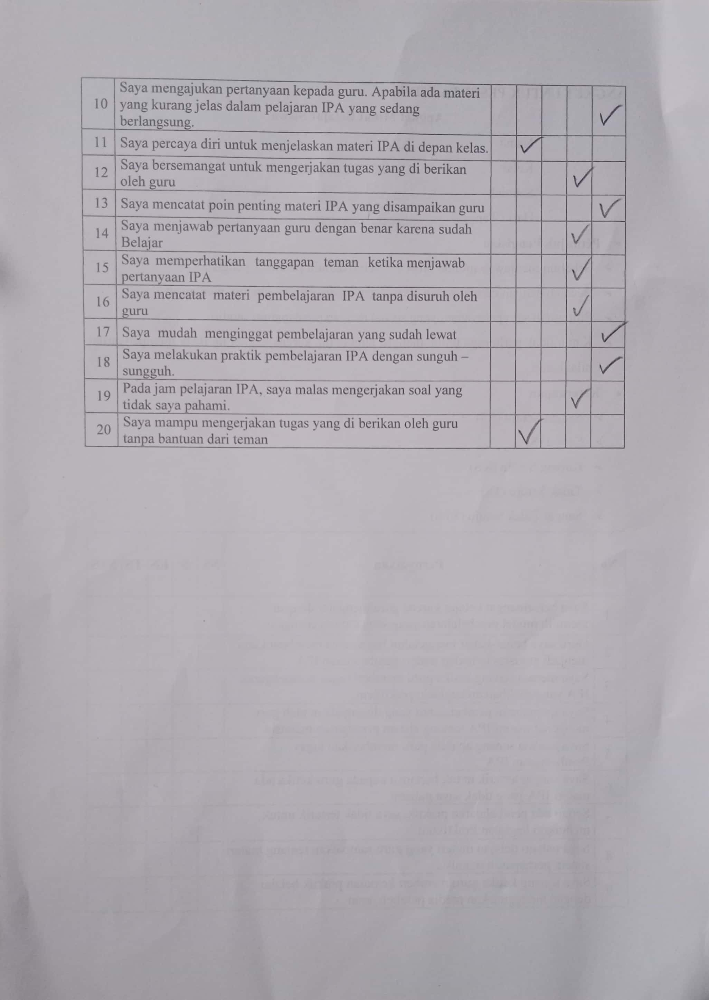 10 Saya mengajukan pertanyaan kepada guru. Apabila ada materi
yang kurang jelas dalam pelajaran IPA yang sedang
berlangsung. ✓
11 Saya percaya diri untuk menjelaskan materi IPA di depan kelas. ✓
12 Saya bersemangat untuk mengerjakan tugas yang di berikan
oleh guru ✓
13 Saya mencatat poin penting materi IPA yang disampaikan guru ✓
14 Saya menjawab pertanyaan guru dengan benar karena sudah
Belajar ✓
15 Saya memperhatikan tanggapan teman ketika menjawab
pertanyaan IPA ✓
16 Saya mencatat materi pembelajaran IPA tanpa disuruh oleh
guru ✓
17 Saya mudah menginggat pembelajaran yang sudah lewat ✓
18 Saya melakukan praktik pembelajaran IPA dengan sunguh –
sungguh. ✓
19 Pada jam pelajaran IPA, saya malas mengerjakan soal yang
tidak saya pahami. ✓
20 Saya mampu mengerjakan tugas yang di berikan oleh guru
tanpa bantuan dari teman ✓